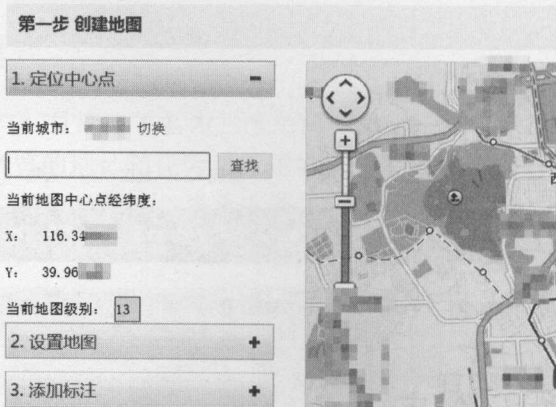 第一步 创建地图
1. 定位中心点
当前城市： 切换
查找
当前地图中心点经纬度：
X： 116.34
Y： 39.96
当前地图级别： 13
2. 设置地图
3. 添加标注
西